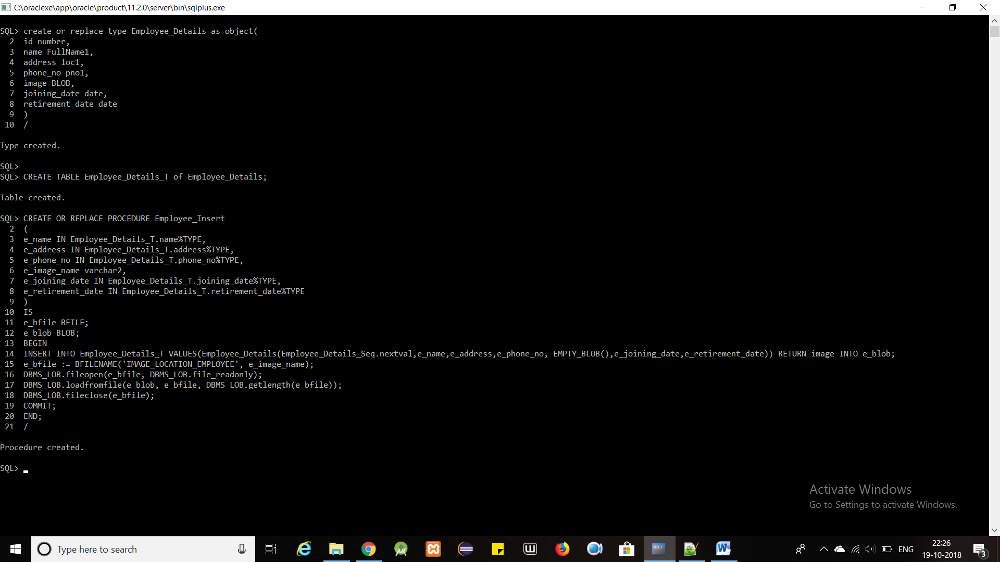 C:\oraclexe\app\oracle\product\11.2.0\server\bin\sqlplus.exe
SQL> create or replace type Employee_Details as object(
2 id number,
3 name FullName1,
4 address loc1,
5 phone_no pno1,
6 image BLOB,
7 joining_date date,
8 retirement_date date
9 )
10 /
Type created.
SQL>
SQL> CREATE TABLE Employee_Details_T of Employee_Details;
Table created.
SQL> CREATE OR REPLACE PROCEDURE Employee_Insert
2 (
3 e_name IN Employee_Details_T.name%TYPE,
4 e_address IN Employee_Details_T.address%TYPE,
5 e_phone_no IN Employee_Details_T.phone_no%TYPE,
6 e_image_name varchar2,
7 e_joining_date IN Employee_Details_T.joining_date%TYPE,
8 e_retirement_date IN Employee_Details_T.retirement_date%TYPE
9 )
10 IS
11 e_bfile BFILE;
12 e_blob BLOB;
13 BEGIN
14 INSERT INTO Employee_Details_T VALUES(Employee_Details(Employee_Details_Seq.nextval,e_name,e_address,e_phone_no, EMPTY_BLOB(),e_joining_date,e_retirement_date)) RETURN image INTO e_blob;
15 e_bfile := BFILENAME('IMAGE_LOCATION_EMPLOYEE', e_image_name);
16 DBMS_LOB.fileopen(e_bfile, DBMS_LOB.file_readonly);
17 DBMS_LOB.loadfromfile(e_blob, e_bfile, DBMS_LOB.getlength(e_bfile));
18 DBMS_LOB.fileclose(e_bfile);
19 COMMIT;
20 END;
21 /
Procedure created.
SQL>
Activate Windows
Go to Settings to activate Windows.
Type here to search
ENG
22:26
19-10-2018
3